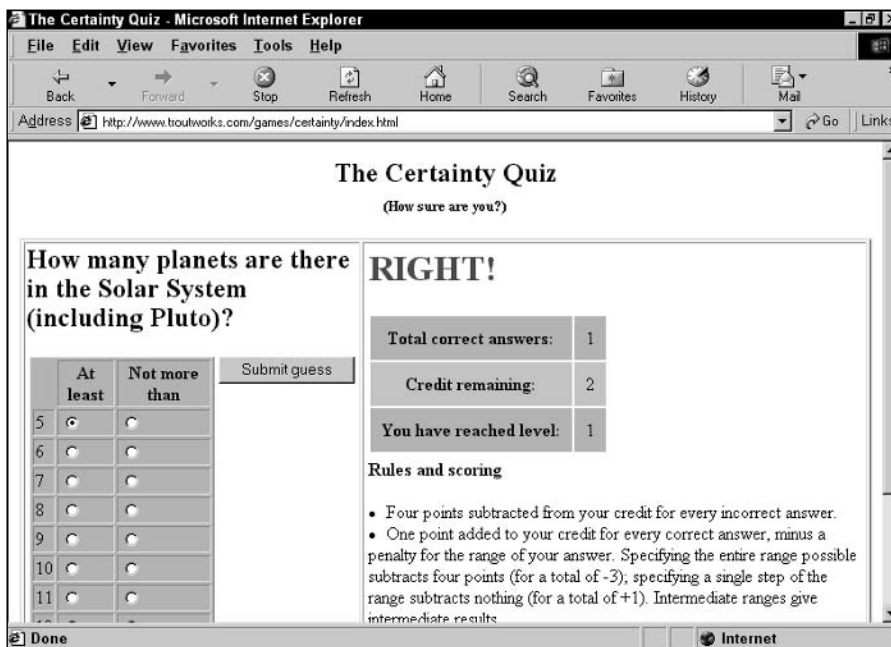 The Certainty Quiz - Microsoft Internet Explorer
File Edit View Favorites Tools Help
Back Forward Stop Refresh Home Search Favorites History Mail
Address http://www.troutworks.com/games/certainty/index.html Go Links
The Certainty Quiz
(How sure are you?)
How many planets are there
in the Solar System
(including Pluto)?
At least Not more than
Submit guess
5
6
7
8
9
10
11
RIGHT!
Total correct answers: 1
Credit remaining: 2
You have reached level: 1
Rules and scoring
• Four points subtracted from your credit for every incorrect answer.
• One point added to your credit for every correct answer, minus a
penalty for the range of your answer. Specifying the entire range possible
subtracts four points (for a total of -3); specifying a single step of the
range subtracts nothing (for a total of +1). Intermediate ranges give
intermediate results
Done Internet